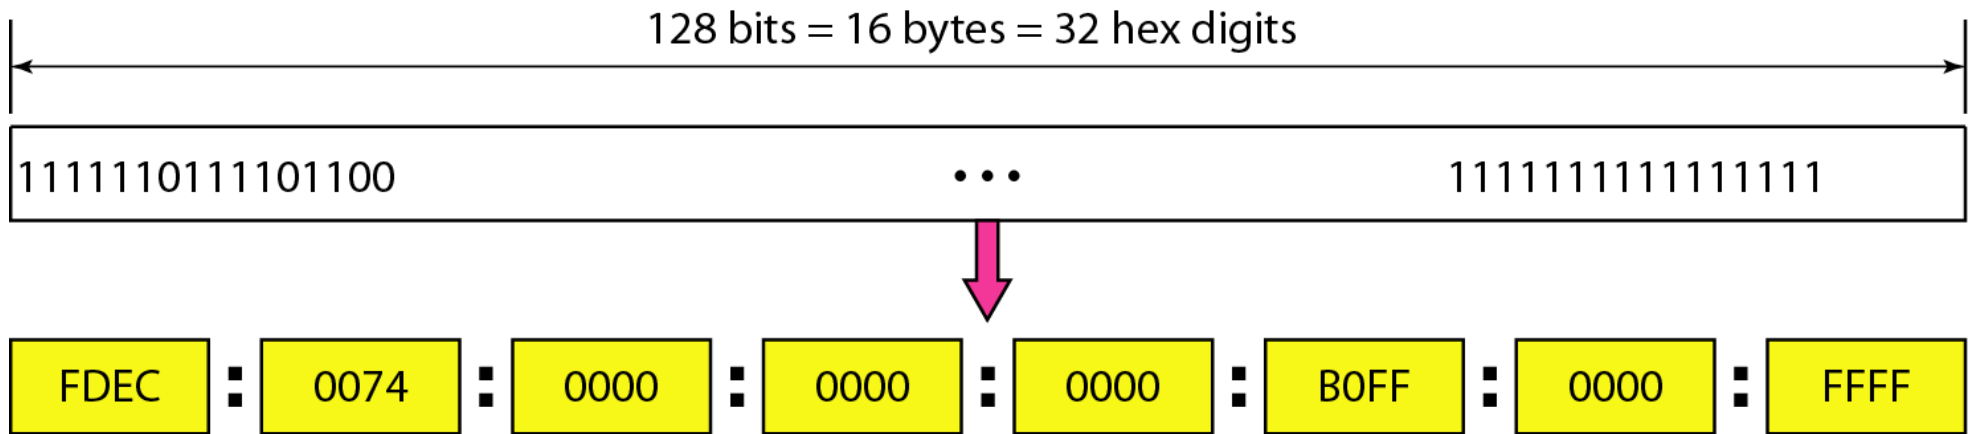 128 bits = 16 bytes = 32 hex digits
1111110111101100 ••• 1111111111111111
FDEC : 0074 : 0000 : 0000 : 0000 : B0FF : 0000 : FFFF